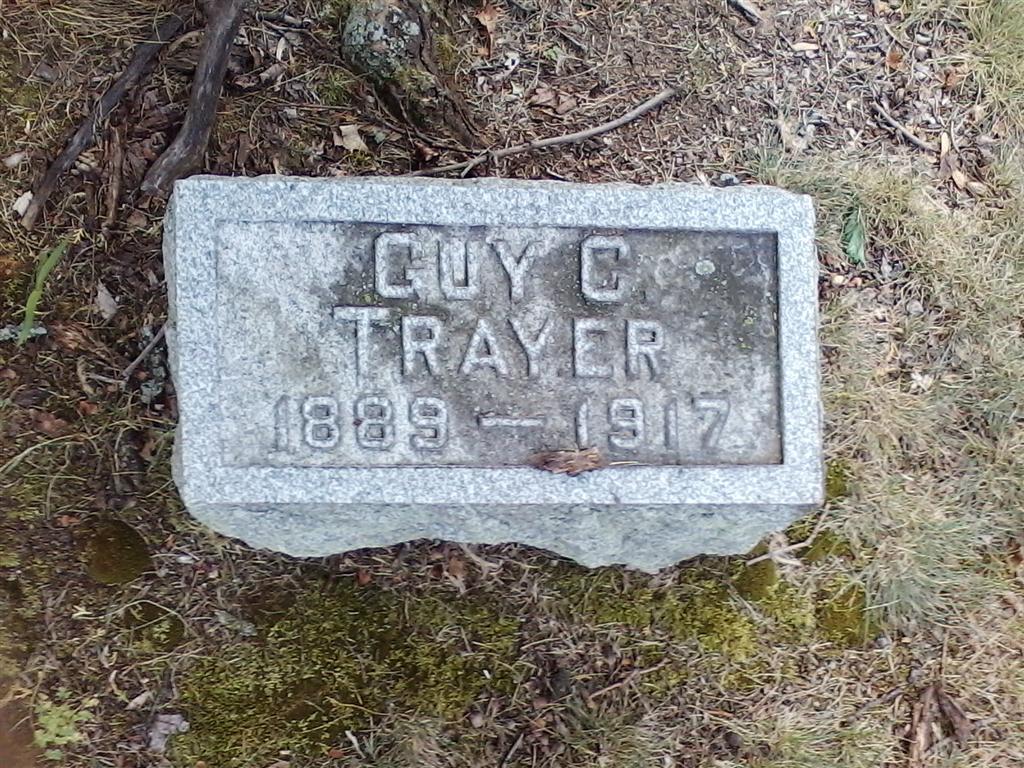 GUY C.
TRAYER
1889 — 1917